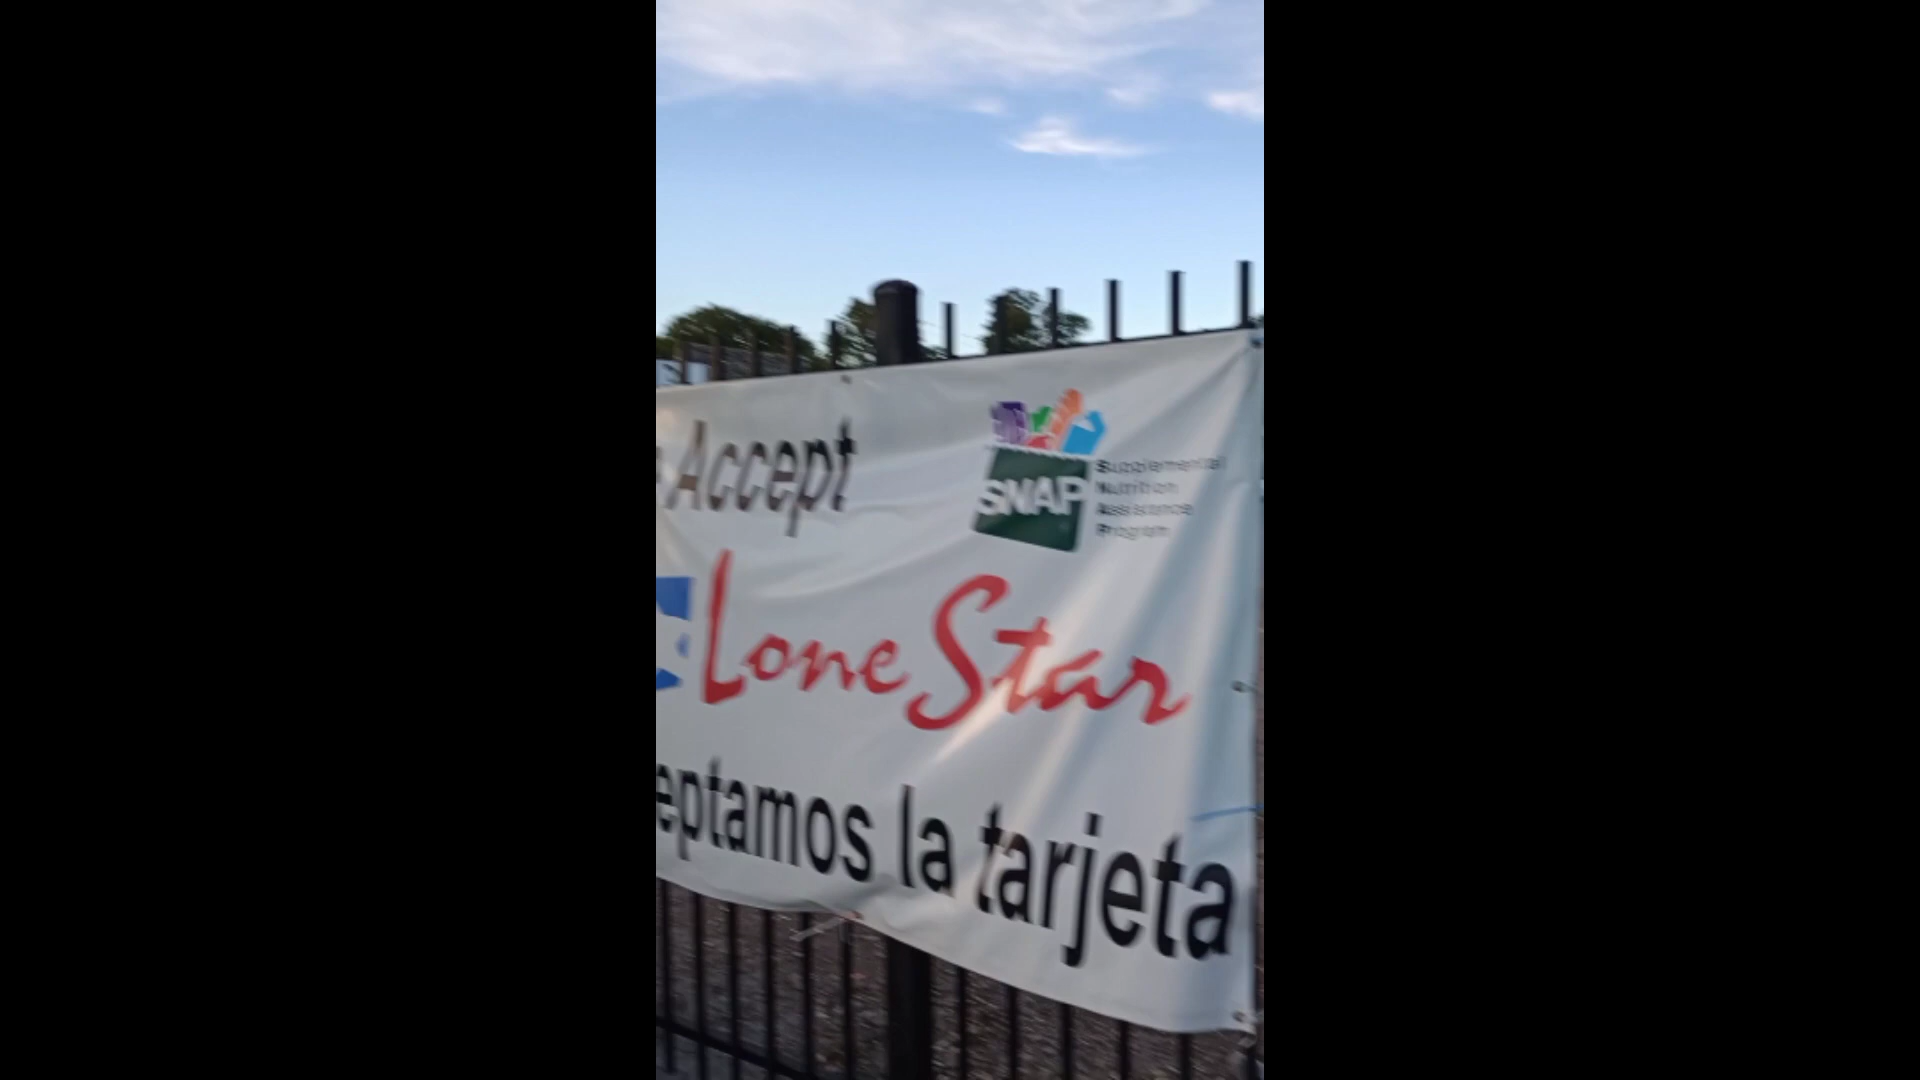 Accept
SNAP
Supplemental
Nutrition
Assistance
Program
Lone Star
eptamos la tarjeta